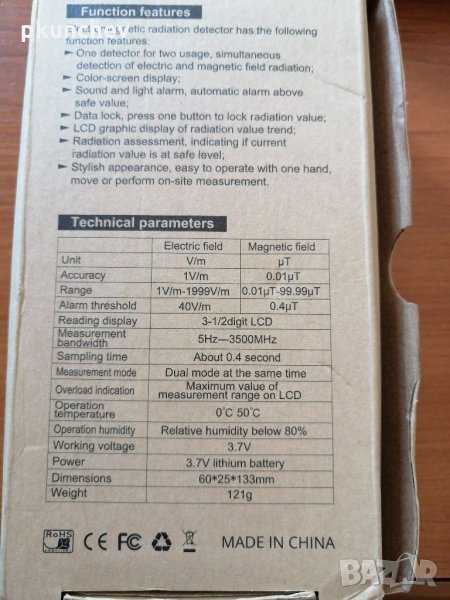 pkuncher
Function features
netic radiation detector has the following
function features:
➤ One detector for two usage, simultaneous
detection of electric and magnetic field radiation;
➤ Color-screen display;
➤ Sound and light alarm, automatic alarm above
safe value;
➤ Data lock, press one button to lock radiation value;
➤ LCD graphic display of radiation value trend;
➤ Radiation assessment, indicating if current
radiation value is at safe level;
➤ Stylish appearance, easy to operate with one hand,
move or perform on-site measurement.
Technical parameters
Electric field Magnetic field
Unit V/m μT
Accuracy 1V/m 0.01μT
Range 1V/m-1999V/m 0.01μT-99.99μT
Alarm threshold 40V/m 0.4μT
Reading display 3-1/2digit LCD
Measurement bandwidth 5Hz—3500MHz
Sampling time About 0.4 second
Measurement mode Dual mode at the same time
Overload indication Maximum value of
measurement range on LCD
Operation temperature 0℃ 50℃
Operation humidity Relative humidity below 80%
Working voltage 3.7V
Power 3.7V lithium battery
Dimensions 60*25*133mm
Weight 121g
RoHS CE FC MADE IN CHINA
BAZAR